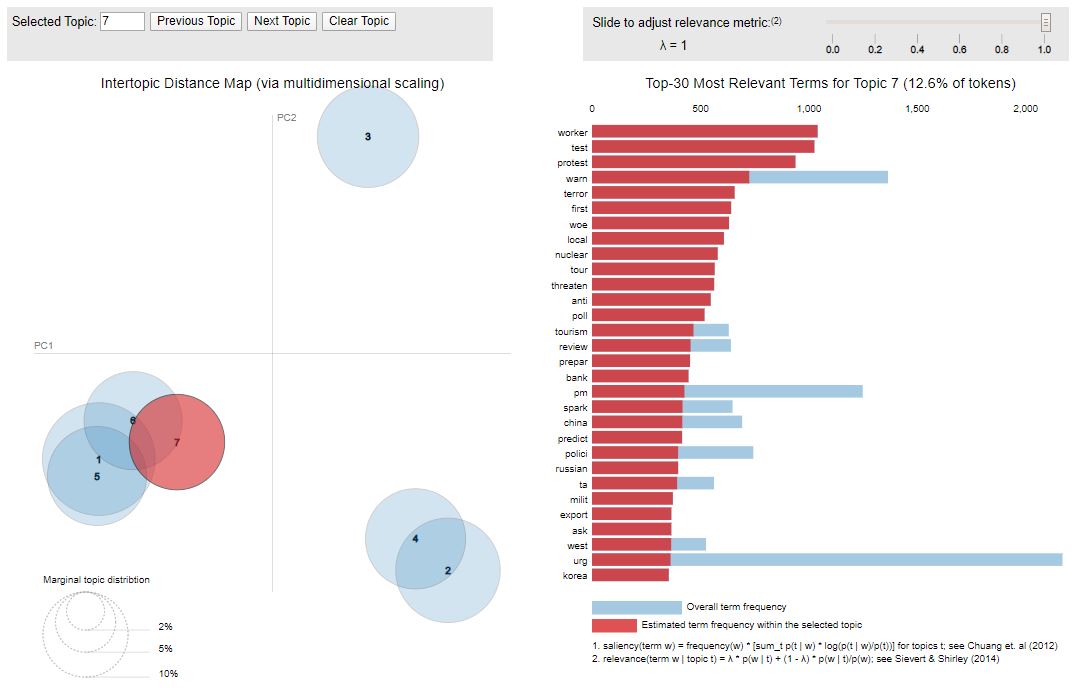 Selected Topic: 7 Previous Topic Next Topic Clear Topic
Slide to adjust relevance metric:(2)
λ = 1
0.0 0.2 0.4 0.6 0.8 1.0
Intertopic Distance Map (via multidimensional scaling)
PC2
PC1
3
6
7
1
5
4
2
Marginal topic distribtion
2%
5%
10%
Top-30 Most Relevant Terms for Topic 7 (12.6% of tokens)
0 500 1,000 1,500 2,000
worker
test
protest
warn
terror
first
woe
local
nuclear
tour
threaten
anti
poll
tourism
review
prepar
bank
pm
spark
china
predict
polici
russian
ta
milit
export
ask
west
urg
korea
Overall term frequency
Estimated term frequency within the selected topic
1. saliency(term w) = frequency(w) * [sum_t p(t | w) * log(p(t | w)/p(t))] for topics t; see Chuang et. al (2012)
2. relevance(term w | topic t) = λ * p(w | t) + (1 - λ) * p(w | t)/p(w); see Sievert & Shirley (2014)